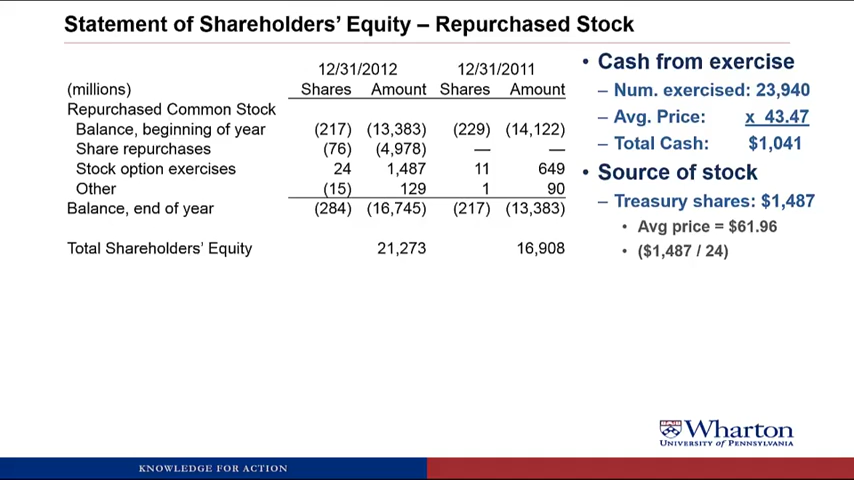 Statement of Shareholders' Equity – Repurchased Stock
12/31/2012 12/31/2011
(millions) Shares Amount Shares Amount
Repurchased Common Stock
Balance, beginning of year (217) (13,383) (229) (14,122)
Share repurchases (76) (4,978) — —
Stock option exercises 24 1,487 11 649
Other (15) 129 1 90
Balance, end of year (284) (16,745) (217) (13,383)
Total Shareholders' Equity 21,273 16,908
• Cash from exercise
– Num. exercised: 23,940
– Avg. Price: x 43.47
– Total Cash: $1,041
• Source of stock
– Treasury shares: $1,487
• Avg price = $61.96
• ($1,487 / 24)
Wharton
UNIVERSITY of PENNSYLVANIA
KNOWLEDGE FOR ACTION